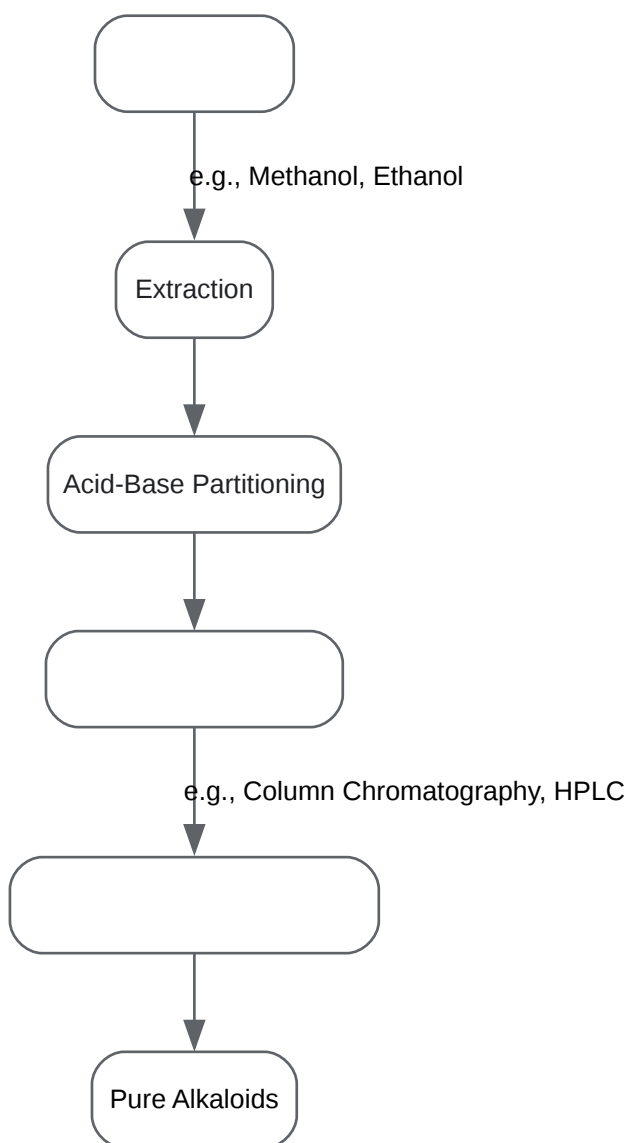 e.g., Methanol, Ethanol
Extraction
Acid-Base Partitioning
e.g., Column Chromatography, HPLC
Pure Alkaloids